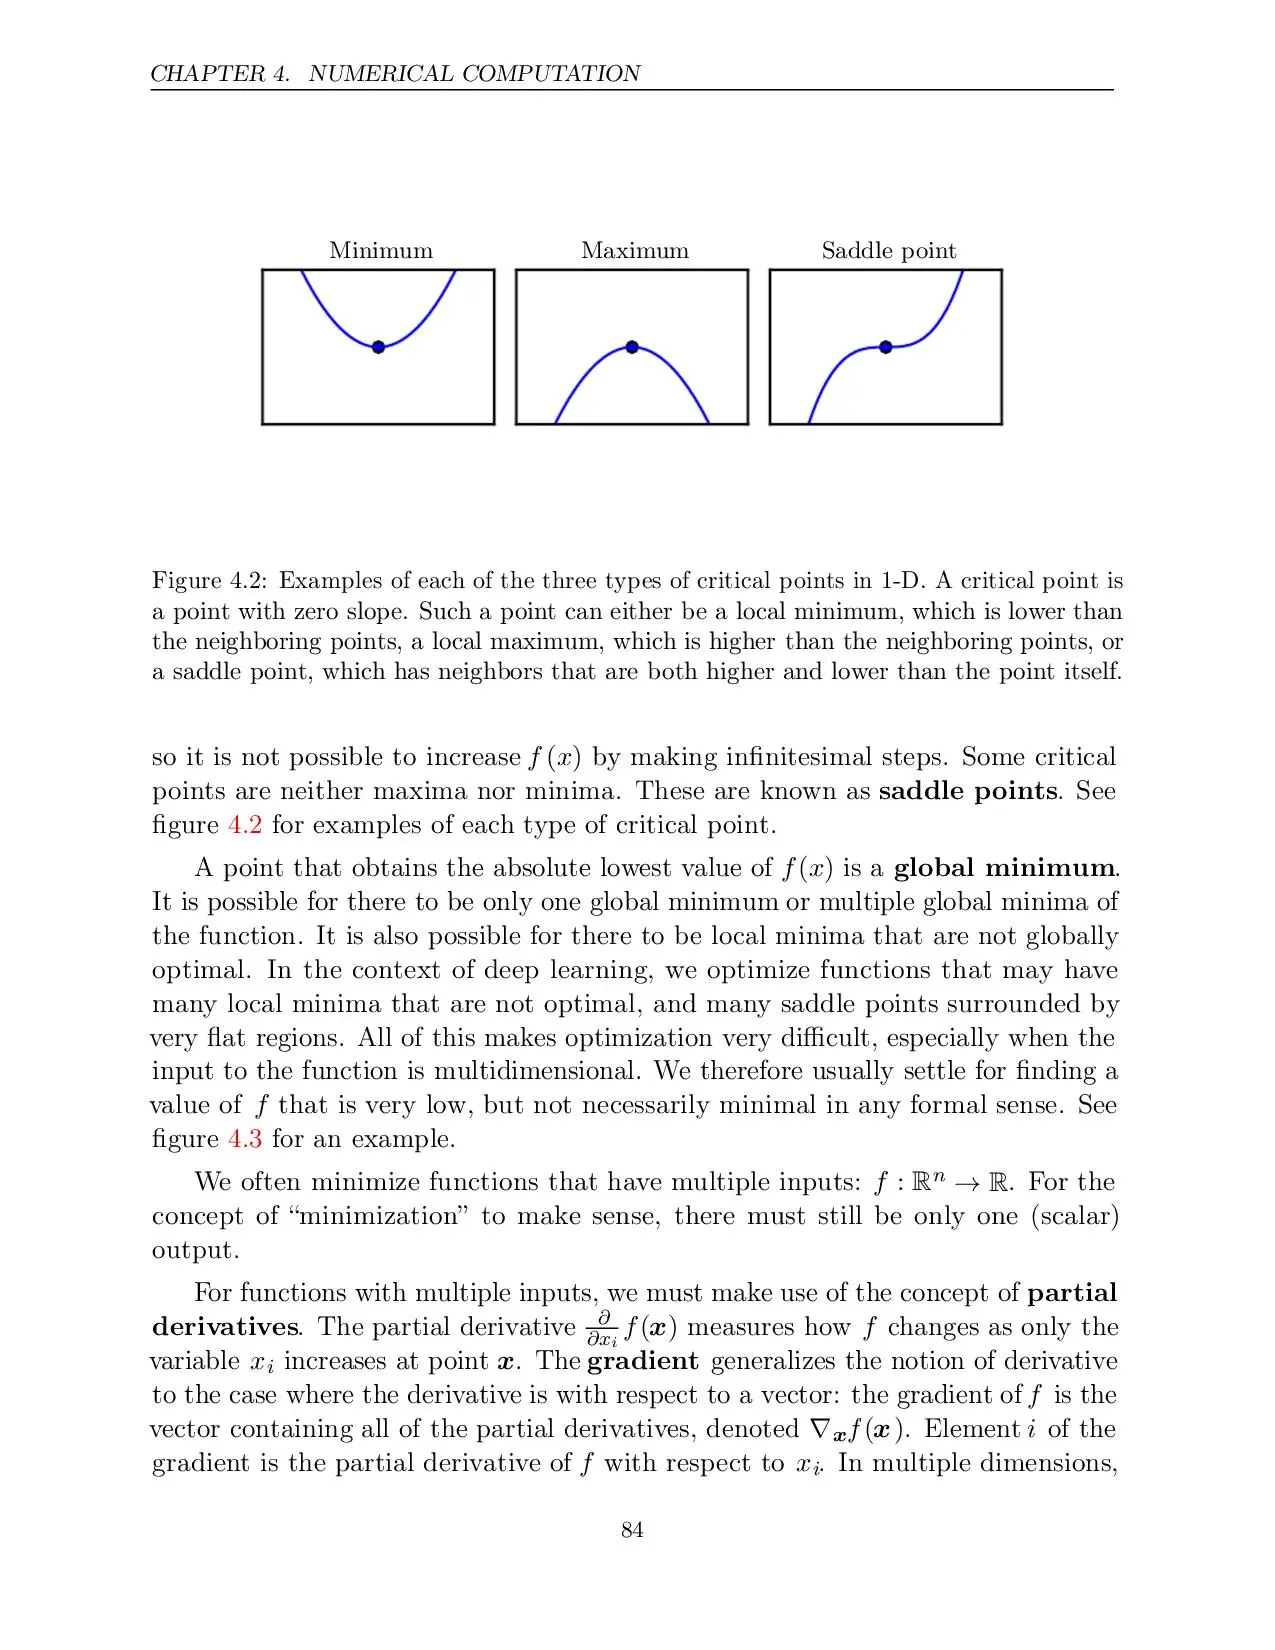 CHAPTER 4. NUMERICAL COMPUTATION
Minimum Maximum Saddle point
Figure 4.2: Examples of each of the three types of critical points in 1-D. A critical point is
a point with zero slope. Such a point can either be a local minimum, which is lower than
the neighboring points, a local maximum, which is higher than the neighboring points, or
a saddle point, which has neighbors that are both higher and lower than the point itself.
so it is not possible to increase f(x) by making infinitesimal steps. Some critical
points are neither maxima nor minima. These are known as saddle points. See
figure 4.2 for examples of each type of critical point.
A point that obtains the absolute lowest value of f(x) is a global minimum.
It is possible for there to be only one global minimum or multiple global minima of
the function. It is also possible for there to be local minima that are not globally
optimal. In the context of deep learning, we optimize functions that may have
many local minima that are not optimal, and many saddle points surrounded by
very flat regions. All of this makes optimization very difficult, especially when the
input to the function is multidimensional. We therefore usually settle for finding a
value of f that is very low, but not necessarily minimal in any formal sense. See
figure 4.3 for an example.
We often minimize functions that have multiple inputs: f : ℝⁿ → ℝ. For the
concept of “minimization” to make sense, there must still be only one (scalar)
output.
For functions with multiple inputs, we must make use of the concept of partial
derivatives. The partial derivative ∂/∂xᵢ f(x) measures how f changes as only the
variable xᵢ increases at point x. The gradient generalizes the notion of derivative
to the case where the derivative is with respect to a vector: the gradient of f is the
vector containing all of the partial derivatives, denoted ∇ₓf(x). Element i of the
gradient is the partial derivative of f with respect to xᵢ. In multiple dimensions,
84